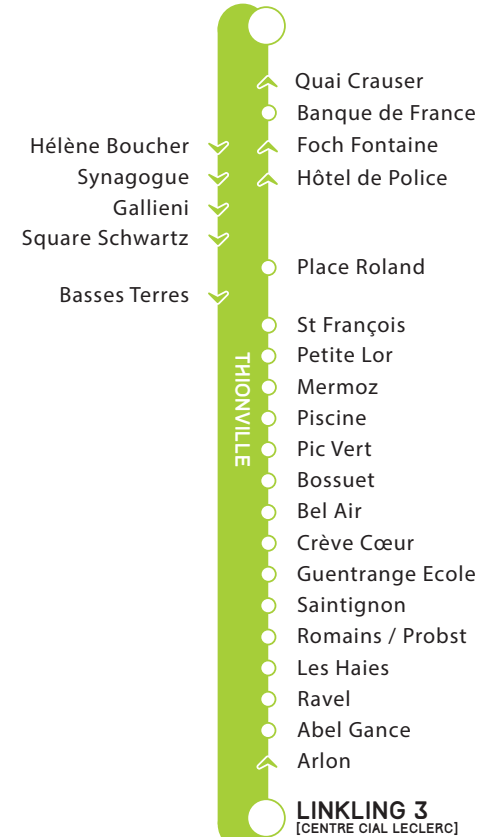 Quai Crauser
Banque de France
Hélène Boucher
Foch Fontaine
Synagogue
Hôtel de Police
Gallieni
Square Schwartz
Place Roland
Basses Terres
St François
Petite Lor
THIONVILLE
Mermoz
Piscine
Pic Vert
Bossuet
Bel Air
Crève Cœur
Guentrange Ecole
Saintignon
Romains / Probst
Les Haies
Ravel
Abel Gance
Arlon
LINKLING 3
[CENTRE CIAL LECLERC]